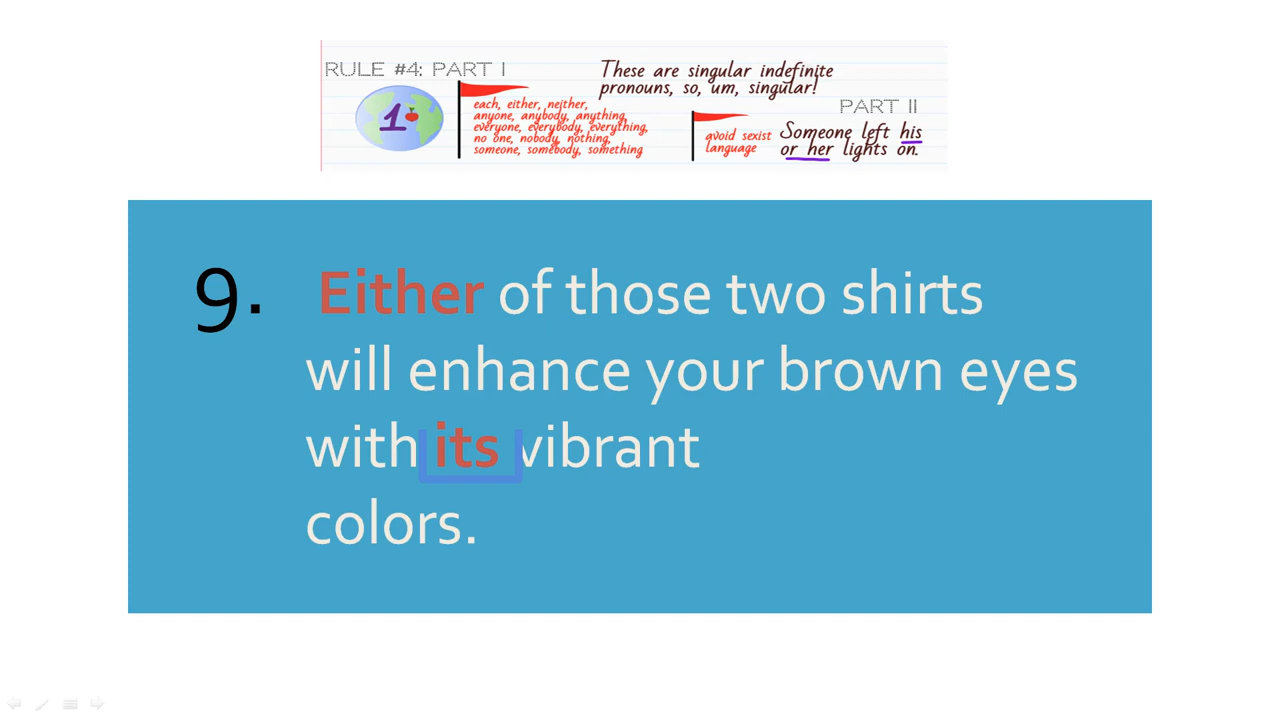 RULE #4: PART I
1
each, either, neither,
anyone, anybody, anything,
everyone, everybody, everything,
no one, nobody, nothing,
someone, somebody, something
These are singular indefinite
pronouns, so, um, singular!
PART II
avoid sexist
language
Someone left his
or her lights on.
9. Either of those two shirts
will enhance your brown eyes
with its vibrant
colors.